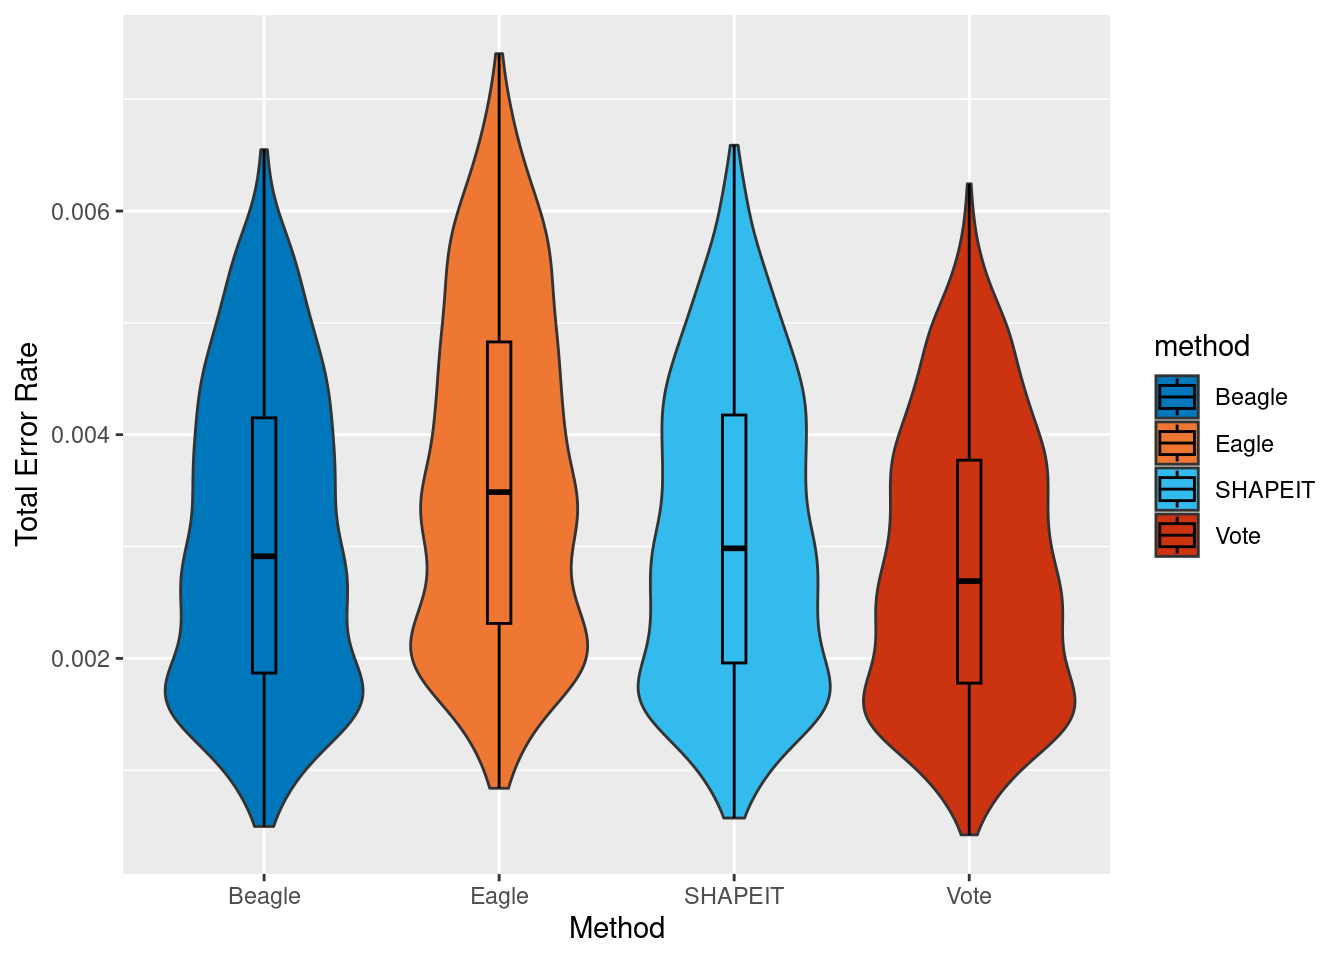 Total Error Rate
0.006
0.004
0.002
Beagle
Eagle
SHAPEIT
Vote
Method
method
Beagle
Eagle
SHAPEIT
Vote